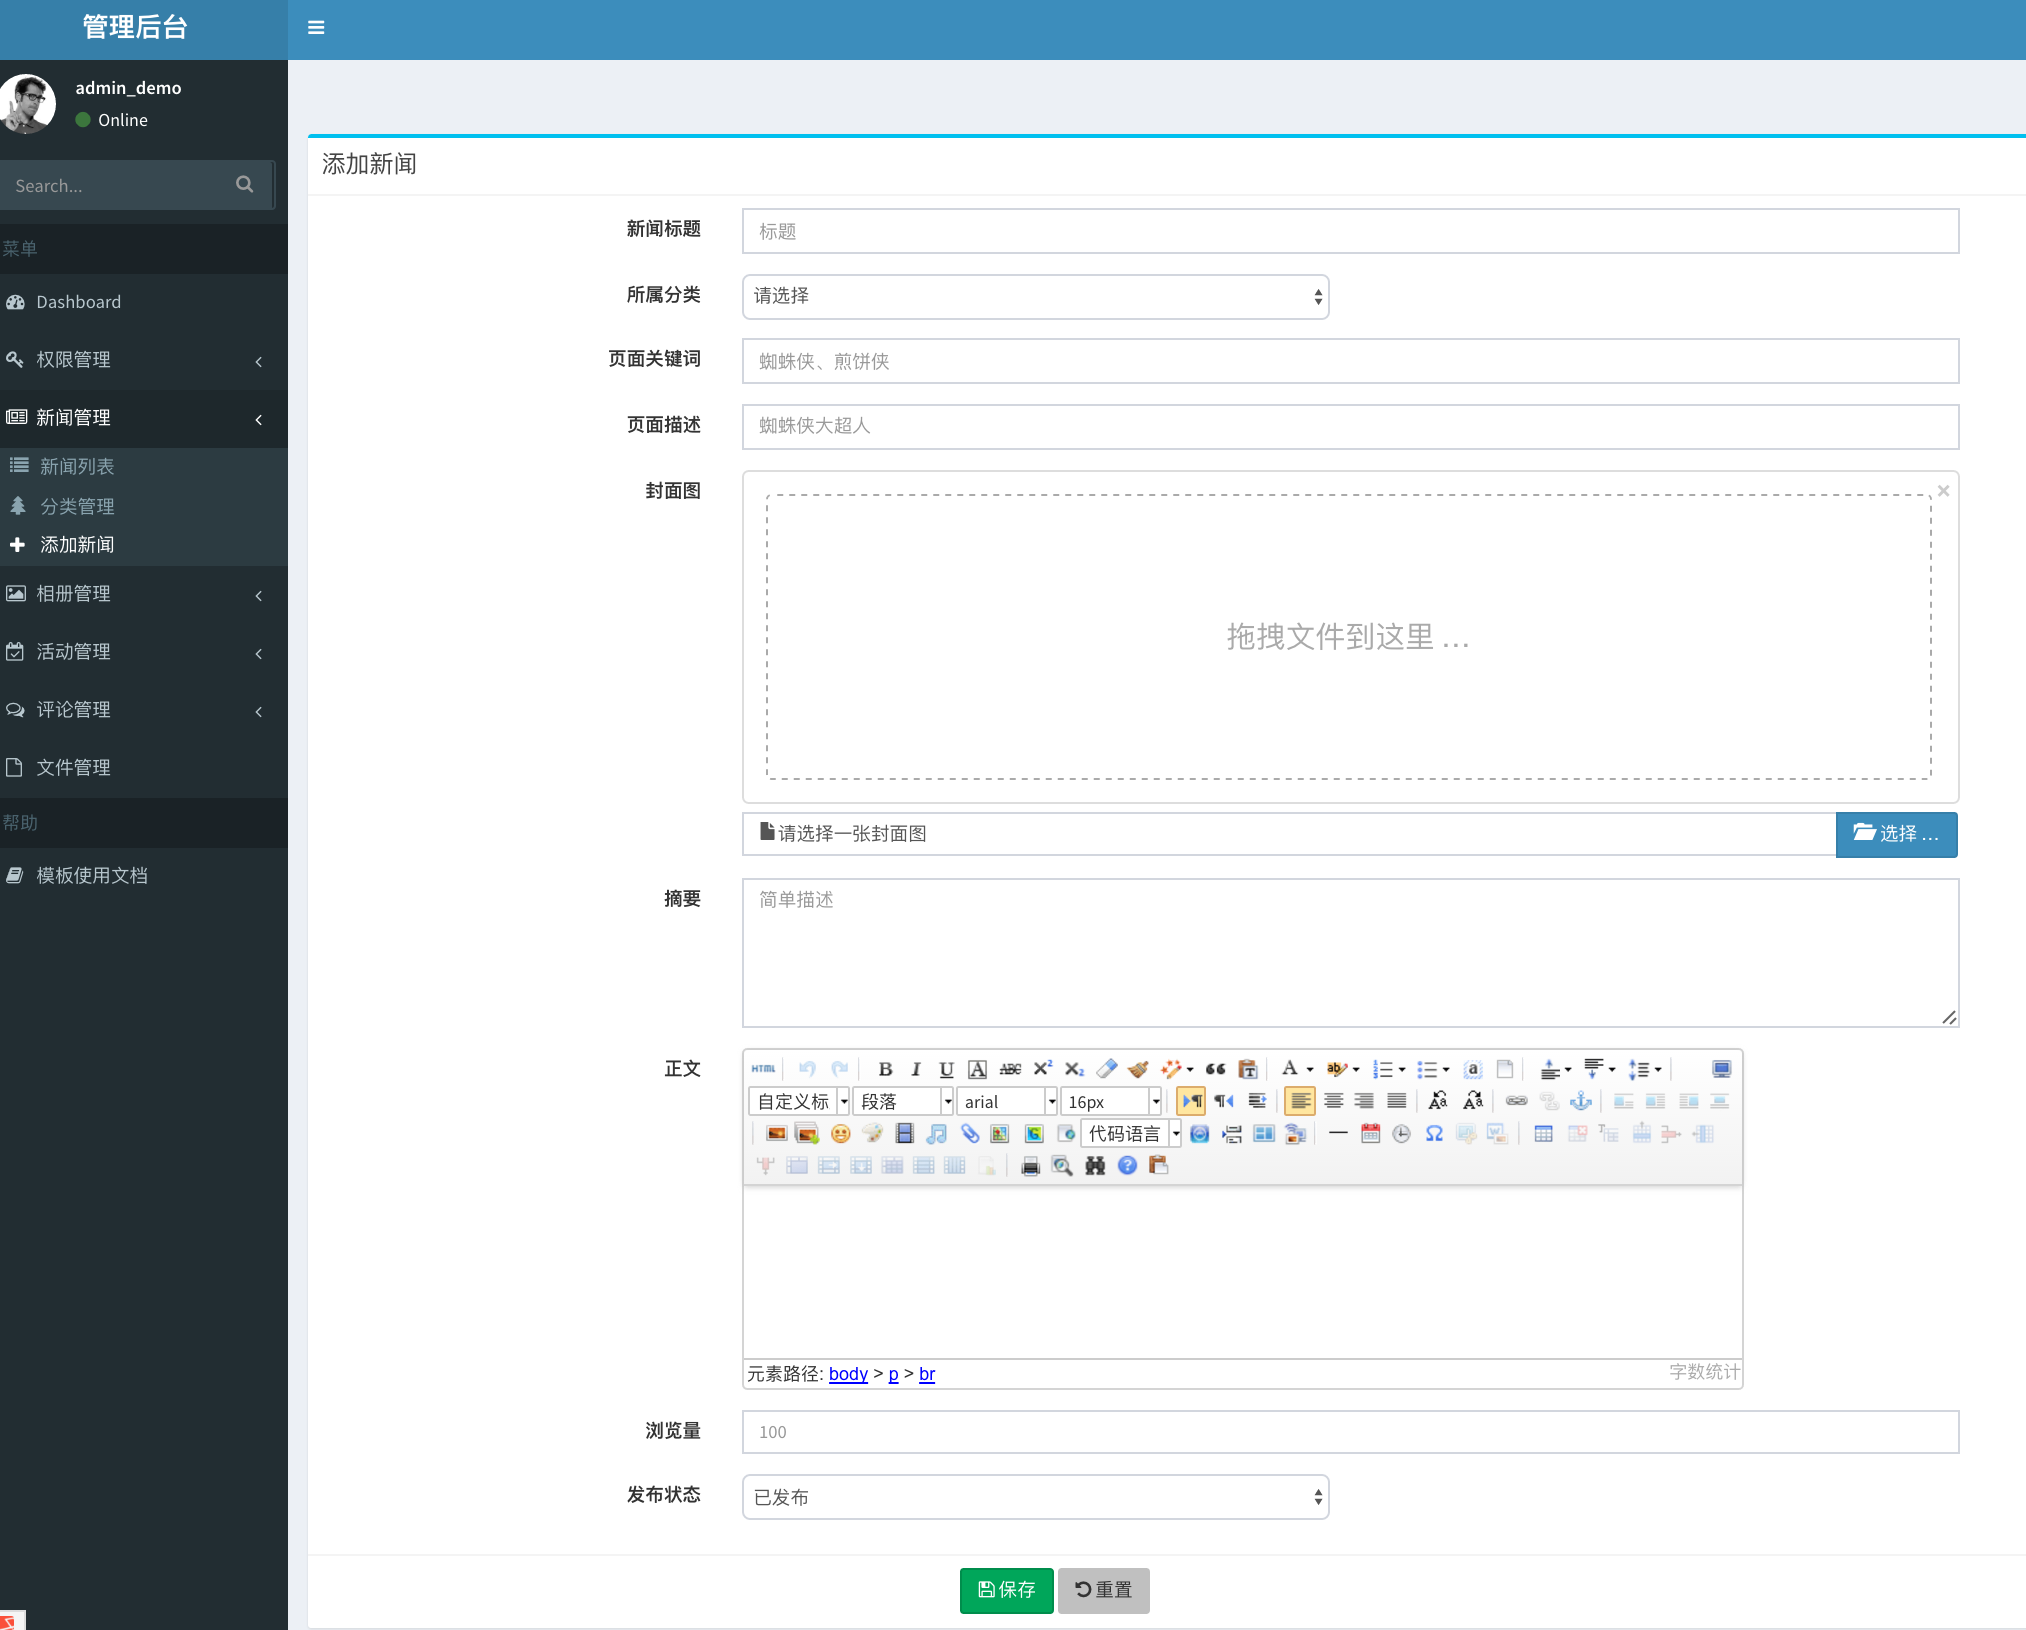 管理后台
admin_demo
Online
Search...
菜单
Dashboard
权限管理
新闻管理
新闻列表
分类管理
添加新闻
相册管理
活动管理
评论管理
文件管理
帮助
模板使用文档
添加新闻
新闻标题
标题
所属分类
请选择
页面关键词
蜘蛛侠、煎饼侠
页面描述
蜘蛛侠大超人
封面图
拖拽文件到这里 ...
请选择一张封面图
选择 ...
摘要
简单描述
正文
HTML
自定义标 段落 arial 16px
代码语言
元素路径: body > p > br
字数统计
浏览量
100
发布状态
已发布
保存 重置